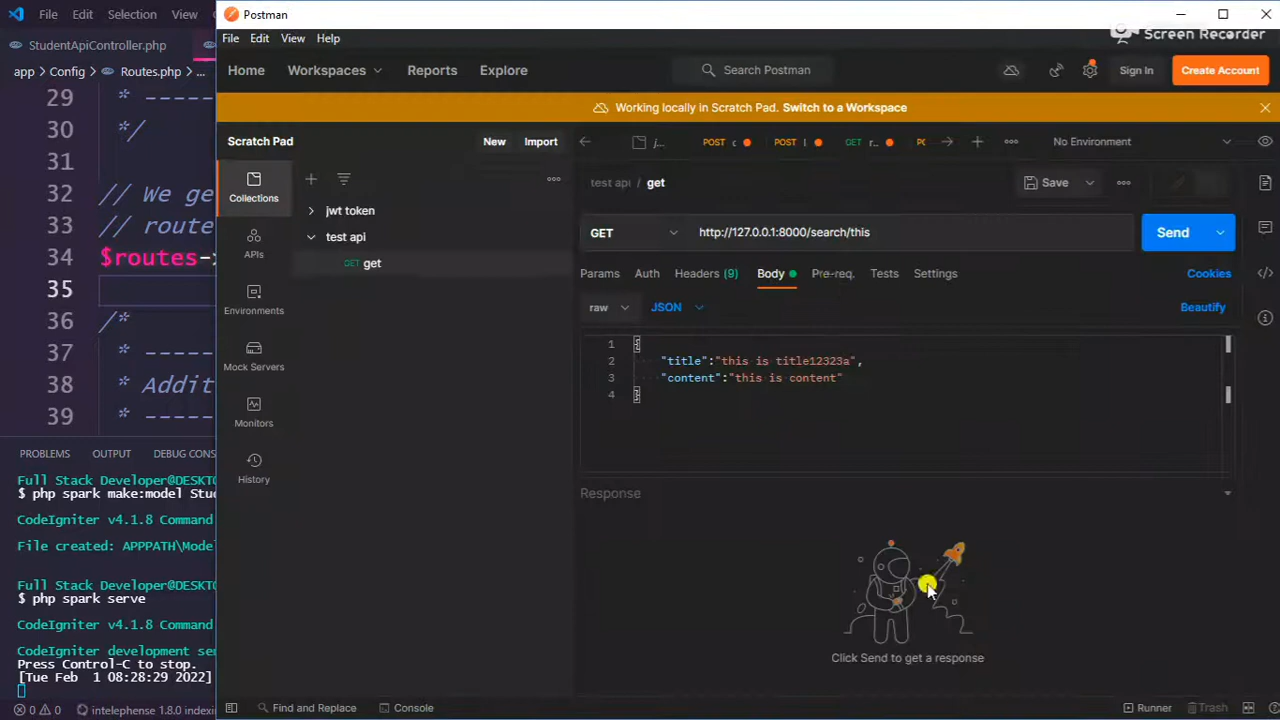 File Edit Selection View
Postman
Screen Recorder
StudentApiController.php
File Edit View Help
app > Config > Routes.php > ...
Home Workspaces Reports Explore
Search Postman
Sign In Create Account
Working locally in Scratch Pad. Switch to a Workspace
Scratch Pad New Import
POST POST GET No Environment
Collections
APIs
Environments
Mock Servers
Monitors
History
jwt token
test api
GET get
test api / get
Save
GET http://127.0.0.1:8000/search/this
Send
Params Auth Headers (9) Body Pre-req. Tests Settings Cookies
raw JSON Beautify
1 {
2 "title":"this is title12323a",
3 "content":"this is content"
4 }
Response
Click Send to get a response
29 * ---
30 */
31
32 // We ge
33 // route
34 $routes->
35
36 /*
37 * ---
38 * Addit
39 * ---
PROBLEMS OUTPUT DEBUG CONS
Full Stack Developer@DESKTO
$ php spark make:model Stu
CodeIgniter v4.1.8 Command
File created: APPPATH\Mode
Full Stack Developer@DESKTO
$ php spark serve
CodeIgniter v4.1.8 Command
CodeIgniter development se
Press Control-C to stop.
[Tue Feb 1 08:28:29 2022]
0 0 intelephense 1.8.0 indexin
Find and Replace Console Runner Trash